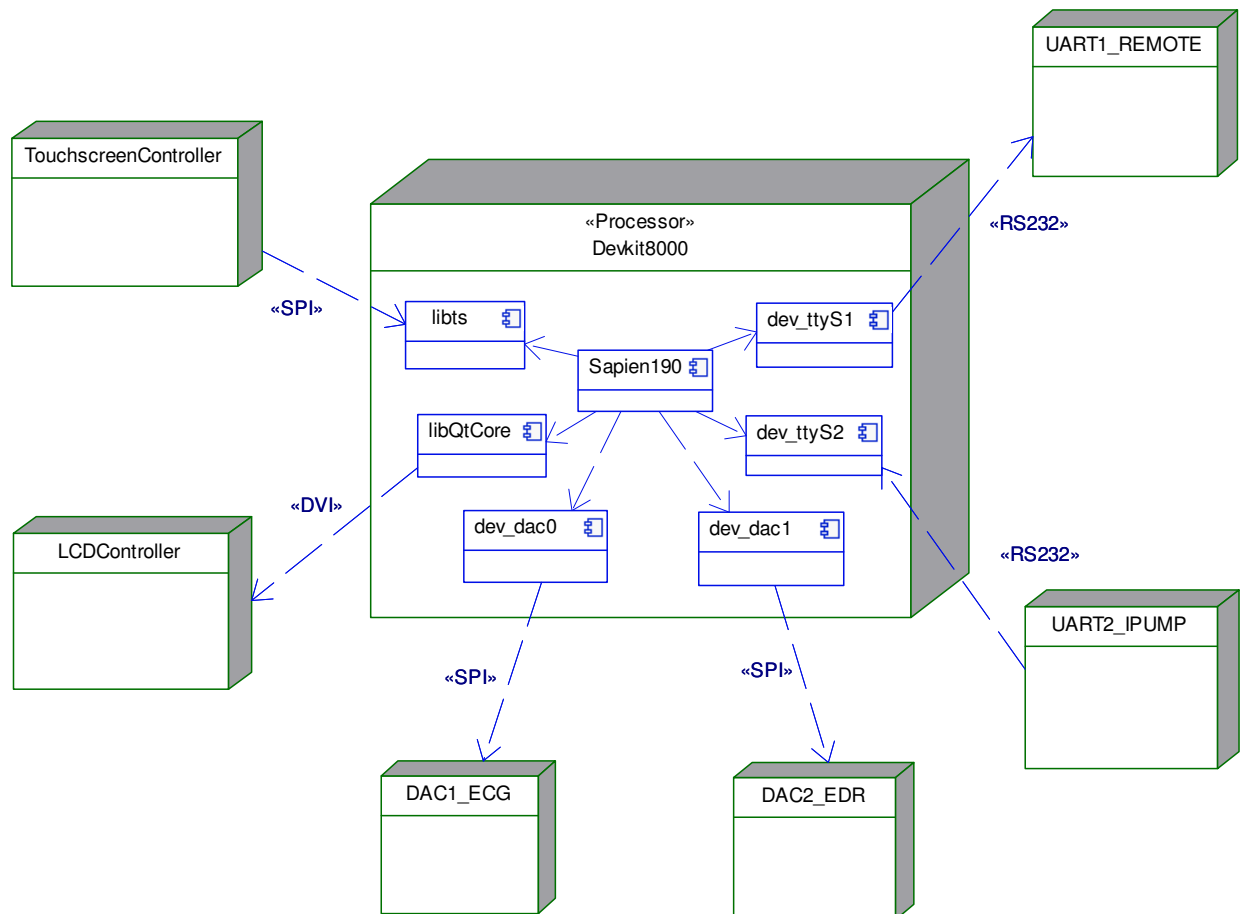 UART1_REMOTE
TouchscreenController
«Processor»
Devkit8000
«RS232»
«SPI»
libts
dev_ttyS1
Sapien190
libQtCore
dev_ttyS2
«DVI»
dev_dac0
dev_dac1
LCDController
«RS232»
UART2_IPUMP
«SPI»
«SPI»
DAC1_ECG
DAC2_EDR